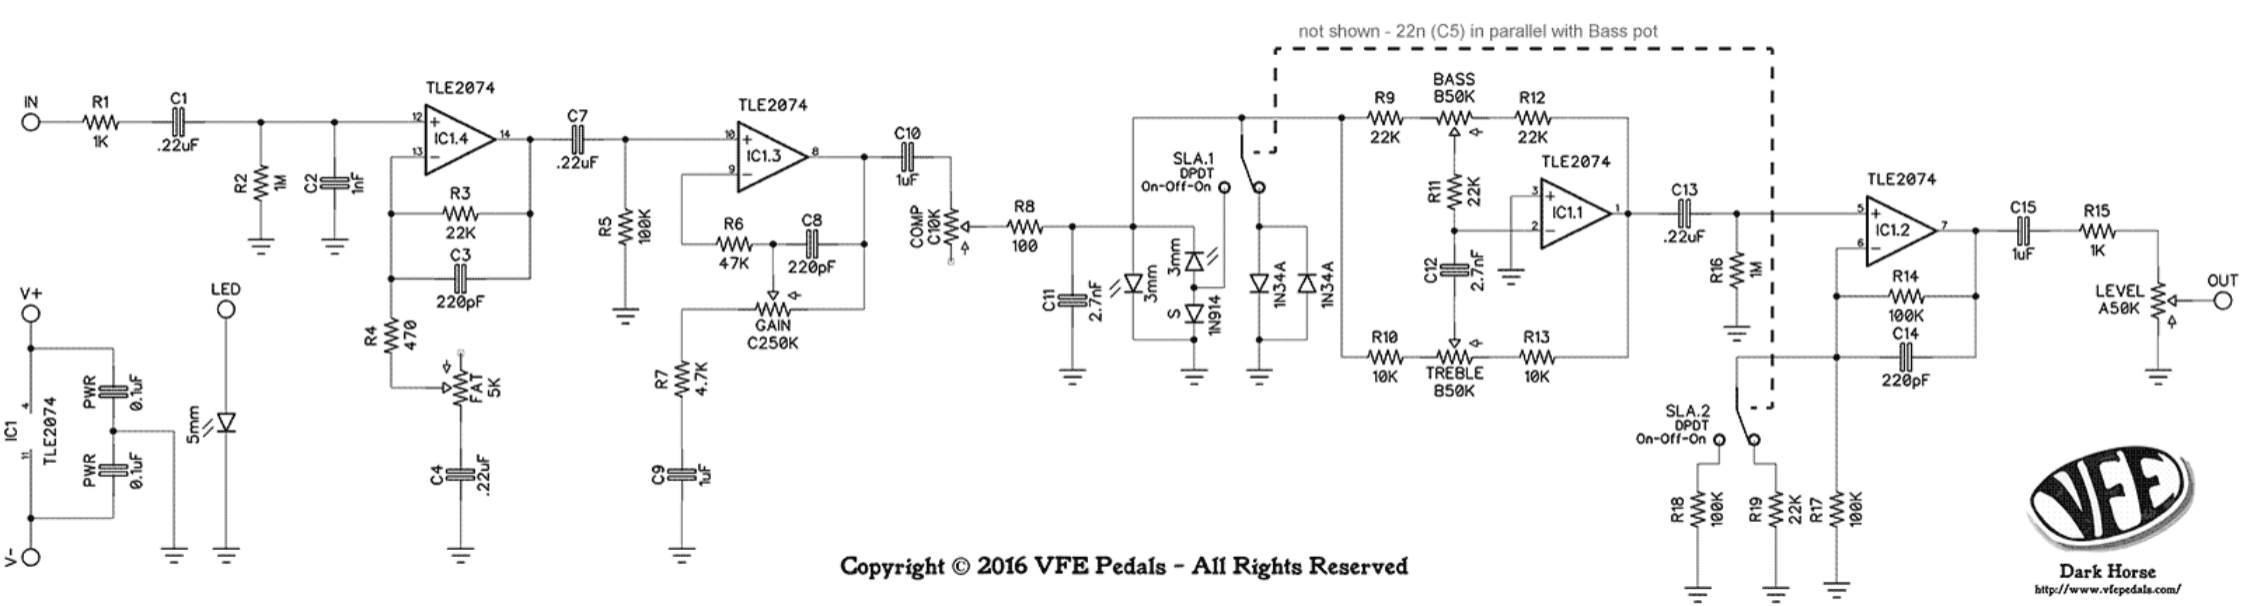 not shown - 22n (C5) in parallel with Bass pot
IN
R1
1K
C1
.22uF
R2
1M
C2
1nF
TLE2074
12
13
14
+
−
IC1.4
R3
22K
C3
220pF
R4
470
FAT
5K
C4
.22uF
C7
.22uF
R5
100K
TLE2074
10
9
8
+
−
IC1.3
R6
47K
C8
220pF
GAIN
C250K
R7
4.7K
C9
1uF
C10
1uF
COMP
C10K
R8
100
C11
2.7nF
3mm
3mm
S
1N914
SLA.1
DPDT
On-Off-On
1N34A
1N34A
R9
22K
BASS
B50K
R12
22K
R11
22K
C12
2.7nF
R10
10K
TREBLE
B50K
R13
10K
TLE2074
3
2
1
+
−
IC1.1
C13
.22uF
R16
1M
TLE2074
5
6
7
+
−
IC1.2
R14
100K
C14
220pF
C15
1uF
R15
1K
LEVEL
A50K
OUT
SLA.2
DPDT
On-Off-On
R18
100K
R19
22K
R17
100K
V+
V-
IC1
4
11
TLE2074
PWR
0.1uF
PWR
0.1uF
LED
5mm
Copyright © 2016 VFE Pedals - All Rights Reserved
VFE
Dark Horse
http://www.vfepedals.com/